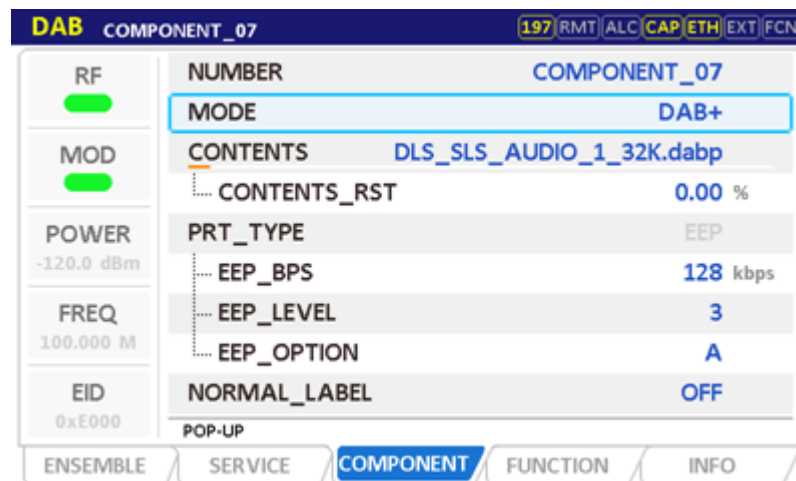 DAB COMPONENT_07 197 RMT ALC CAP ETH EXT FCN
RF
MOD
POWER
-120.0 dBm
FREQ
100.000 M
EID
0xE000
NUMBER COMPONENT_07
MODE DAB+
CONTENTS DLS_SLS_AUDIO_1_32K.dabp
CONTENTS_RST 0.00 %
PRT_TYPE EEP
EEP_BPS 128 kbps
EEP_LEVEL 3
EEP_OPTION A
NORMAL_LABEL OFF
POP-UP
ENSEMBLE SERVICE COMPONENT FUNCTION INFO